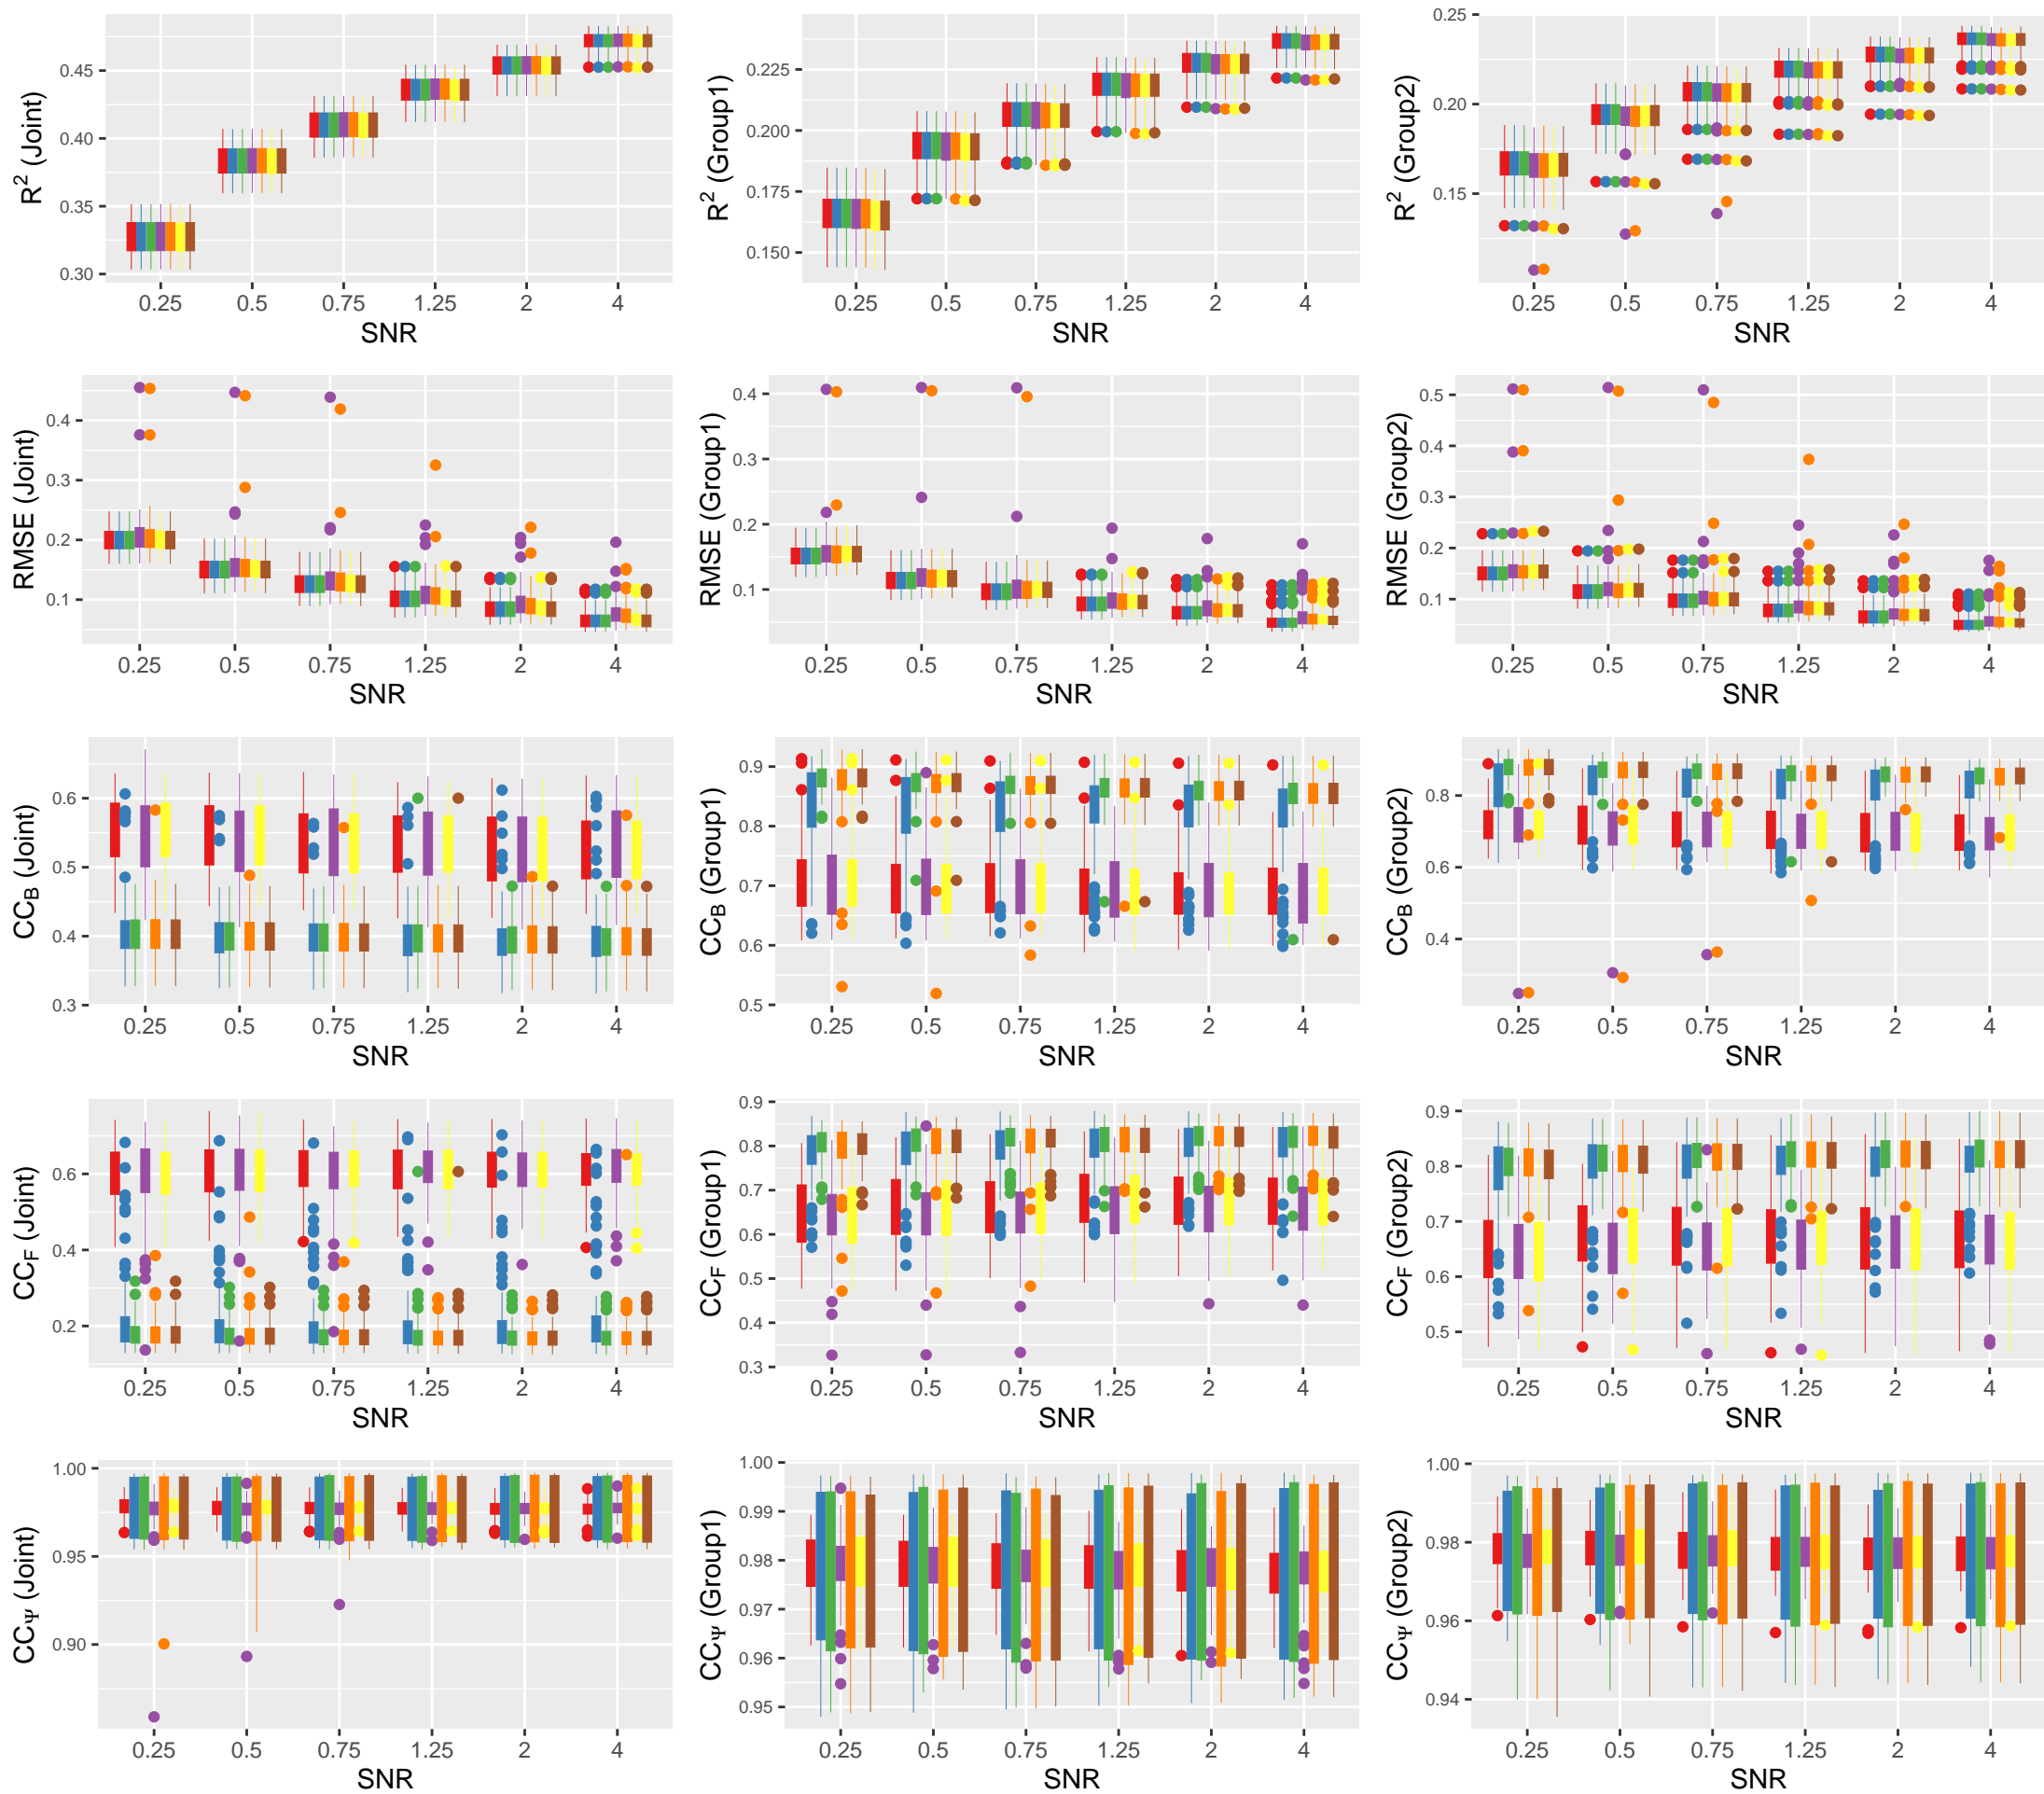 R² (Joint)
0.45
0.40
0.35
0.30
0.25 0.5 0.75 1.25 2 4
SNR
R² (Group1)
0.225
0.200
0.175
0.150
0.25 0.5 0.75 1.25 2 4
SNR
R² (Group2)
0.25
0.20
0.15
0.25 0.5 0.75 1.25 2 4
SNR
RMSE (Joint)
0.4
0.3
0.2
0.1
0.25 0.5 0.75 1.25 2 4
SNR
RMSE (Group1)
0.4
0.3
0.2
0.1
0.25 0.5 0.75 1.25 2 4
SNR
RMSE (Group2)
0.5
0.4
0.3
0.2
0.1
0.25 0.5 0.75 1.25 2 4
SNR
CC_B (Joint)
0.6
0.5
0.4
0.3
0.25 0.5 0.75 1.25 2 4
SNR
CC_B (Group1)
0.9
0.8
0.7
0.6
0.5
0.25 0.5 0.75 1.25 2 4
SNR
CC_B (Group2)
0.8
0.6
0.4
0.25 0.5 0.75 1.25 2 4
SNR
CC_F (Joint)
0.6
0.4
0.2
0.25 0.5 0.75 1.25 2 4
SNR
CC_F (Group1)
0.9
0.8
0.7
0.6
0.5
0.4
0.3
0.25 0.5 0.75 1.25 2 4
SNR
CC_F (Group2)
0.9
0.8
0.7
0.6
0.5
0.25 0.5 0.75 1.25 2 4
SNR
CC_Ψ (Joint)
1.00
0.95
0.90
0.25 0.5 0.75 1.25 2 4
SNR
CC_Ψ (Group1)
1.00
0.99
0.98
0.97
0.96
0.95
0.25 0.5 0.75 1.25 2 4
SNR
CC_Ψ (Group2)
1.00
0.98
0.96
0.94
0.25 0.5 0.75 1.25 2 4
SNR